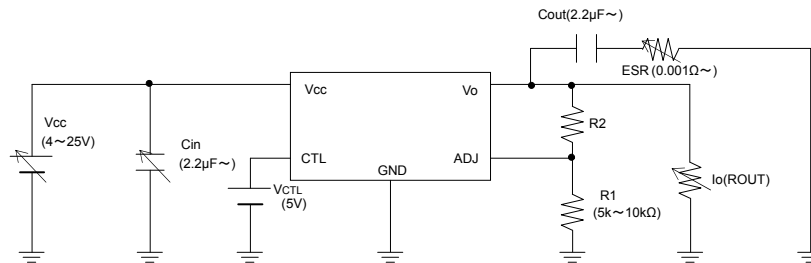 Cout(2.2µF～)
ESR(0.001Ω～)
Vcc
Vo
Vcc
(4～25V)
Cin
(2.2µF～)
R2
CTL
ADJ
GND
VCTL
(5V)
Io(ROUT)
R1
(5k～10kΩ)